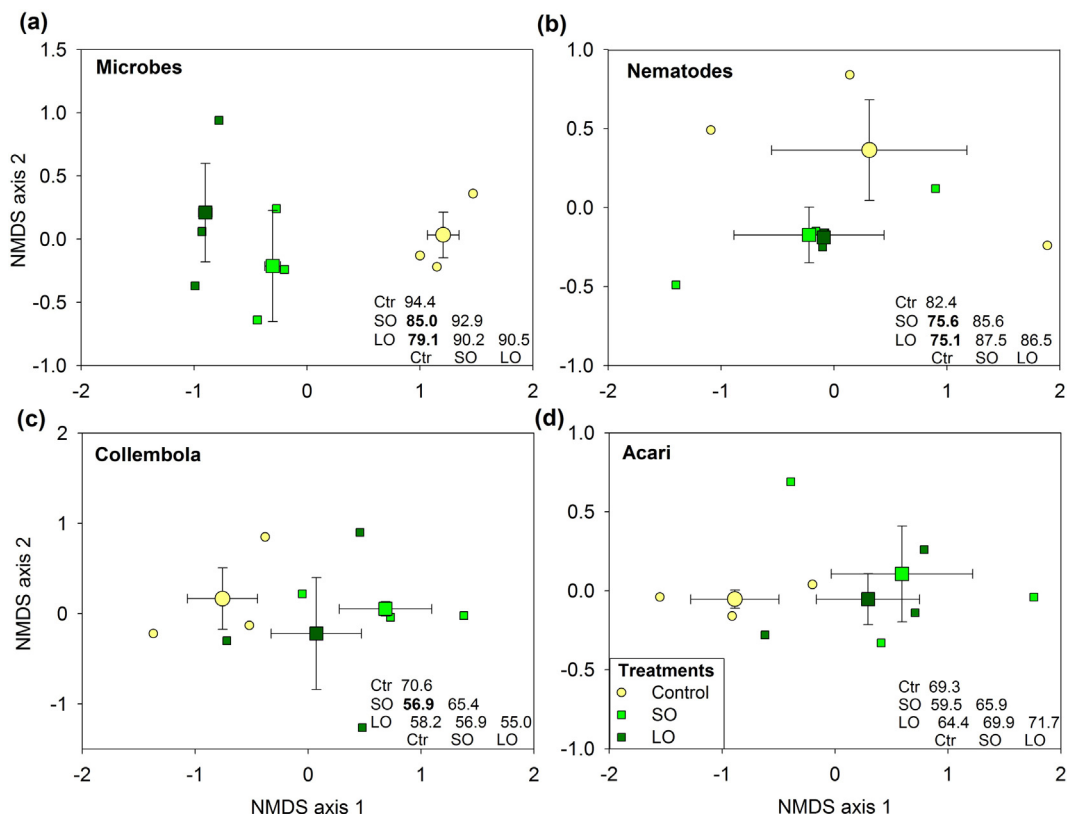 (a)
Microbes
1.5
1.0
0.5
0.0
-0.5
-1.0
NMDS axis 2
Ctr 94.4
SO 85.0 92.9
LO 79.1 90.2 90.5
Ctr SO LO
-2 -1 0 1 2
(b)
Nematodes
1.0
0.5
0.0
-0.5
-1.0
Ctr 82.4
SO 75.6 85.6
LO 75.1 87.5 86.5
Ctr SO LO
-2 -1 0 1 2
(c)
Collembola
2
1
0
-1
NMDS axis 2
Ctr 70.6
SO 56.9 65.4
LO 58.2 56.9 55.0
Ctr SO LO
-2 -1 0 1 2
NMDS axis 1
(d)
Acari
1.0
0.5
0.0
-0.5
-1.0
Treatments
Control
SO
LO
Ctr 69.3
SO 59.5 65.9
LO 64.4 69.9 71.7
Ctr SO LO
-2 -1 0 1 2
NMDS axis 1